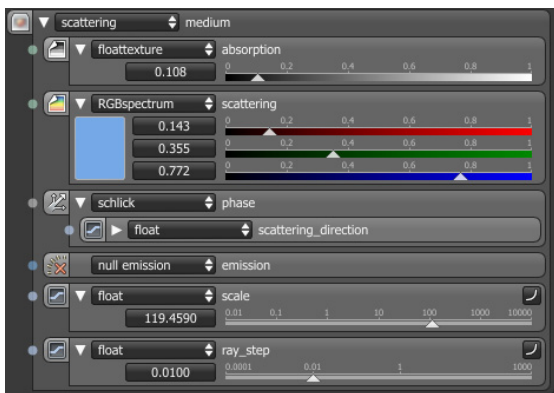 scattering medium
floattexture absorption
0.108 0 0.2 0.4 0.6 0.8 1
RGBspectrum scattering
0.143 0 0.2 0.4 0.6 0.8 1
0.355 0 0.2 0.4 0.6 0.8 1
0.772 0 0.2 0.4 0.6 0.8 1
schlick phase
float scattering_direction
null emission emission
float scale
119.4590 0.01 0.1 1 10 100 1000 10000
float ray_step
0.0100 0.0001 0.01 1 1000